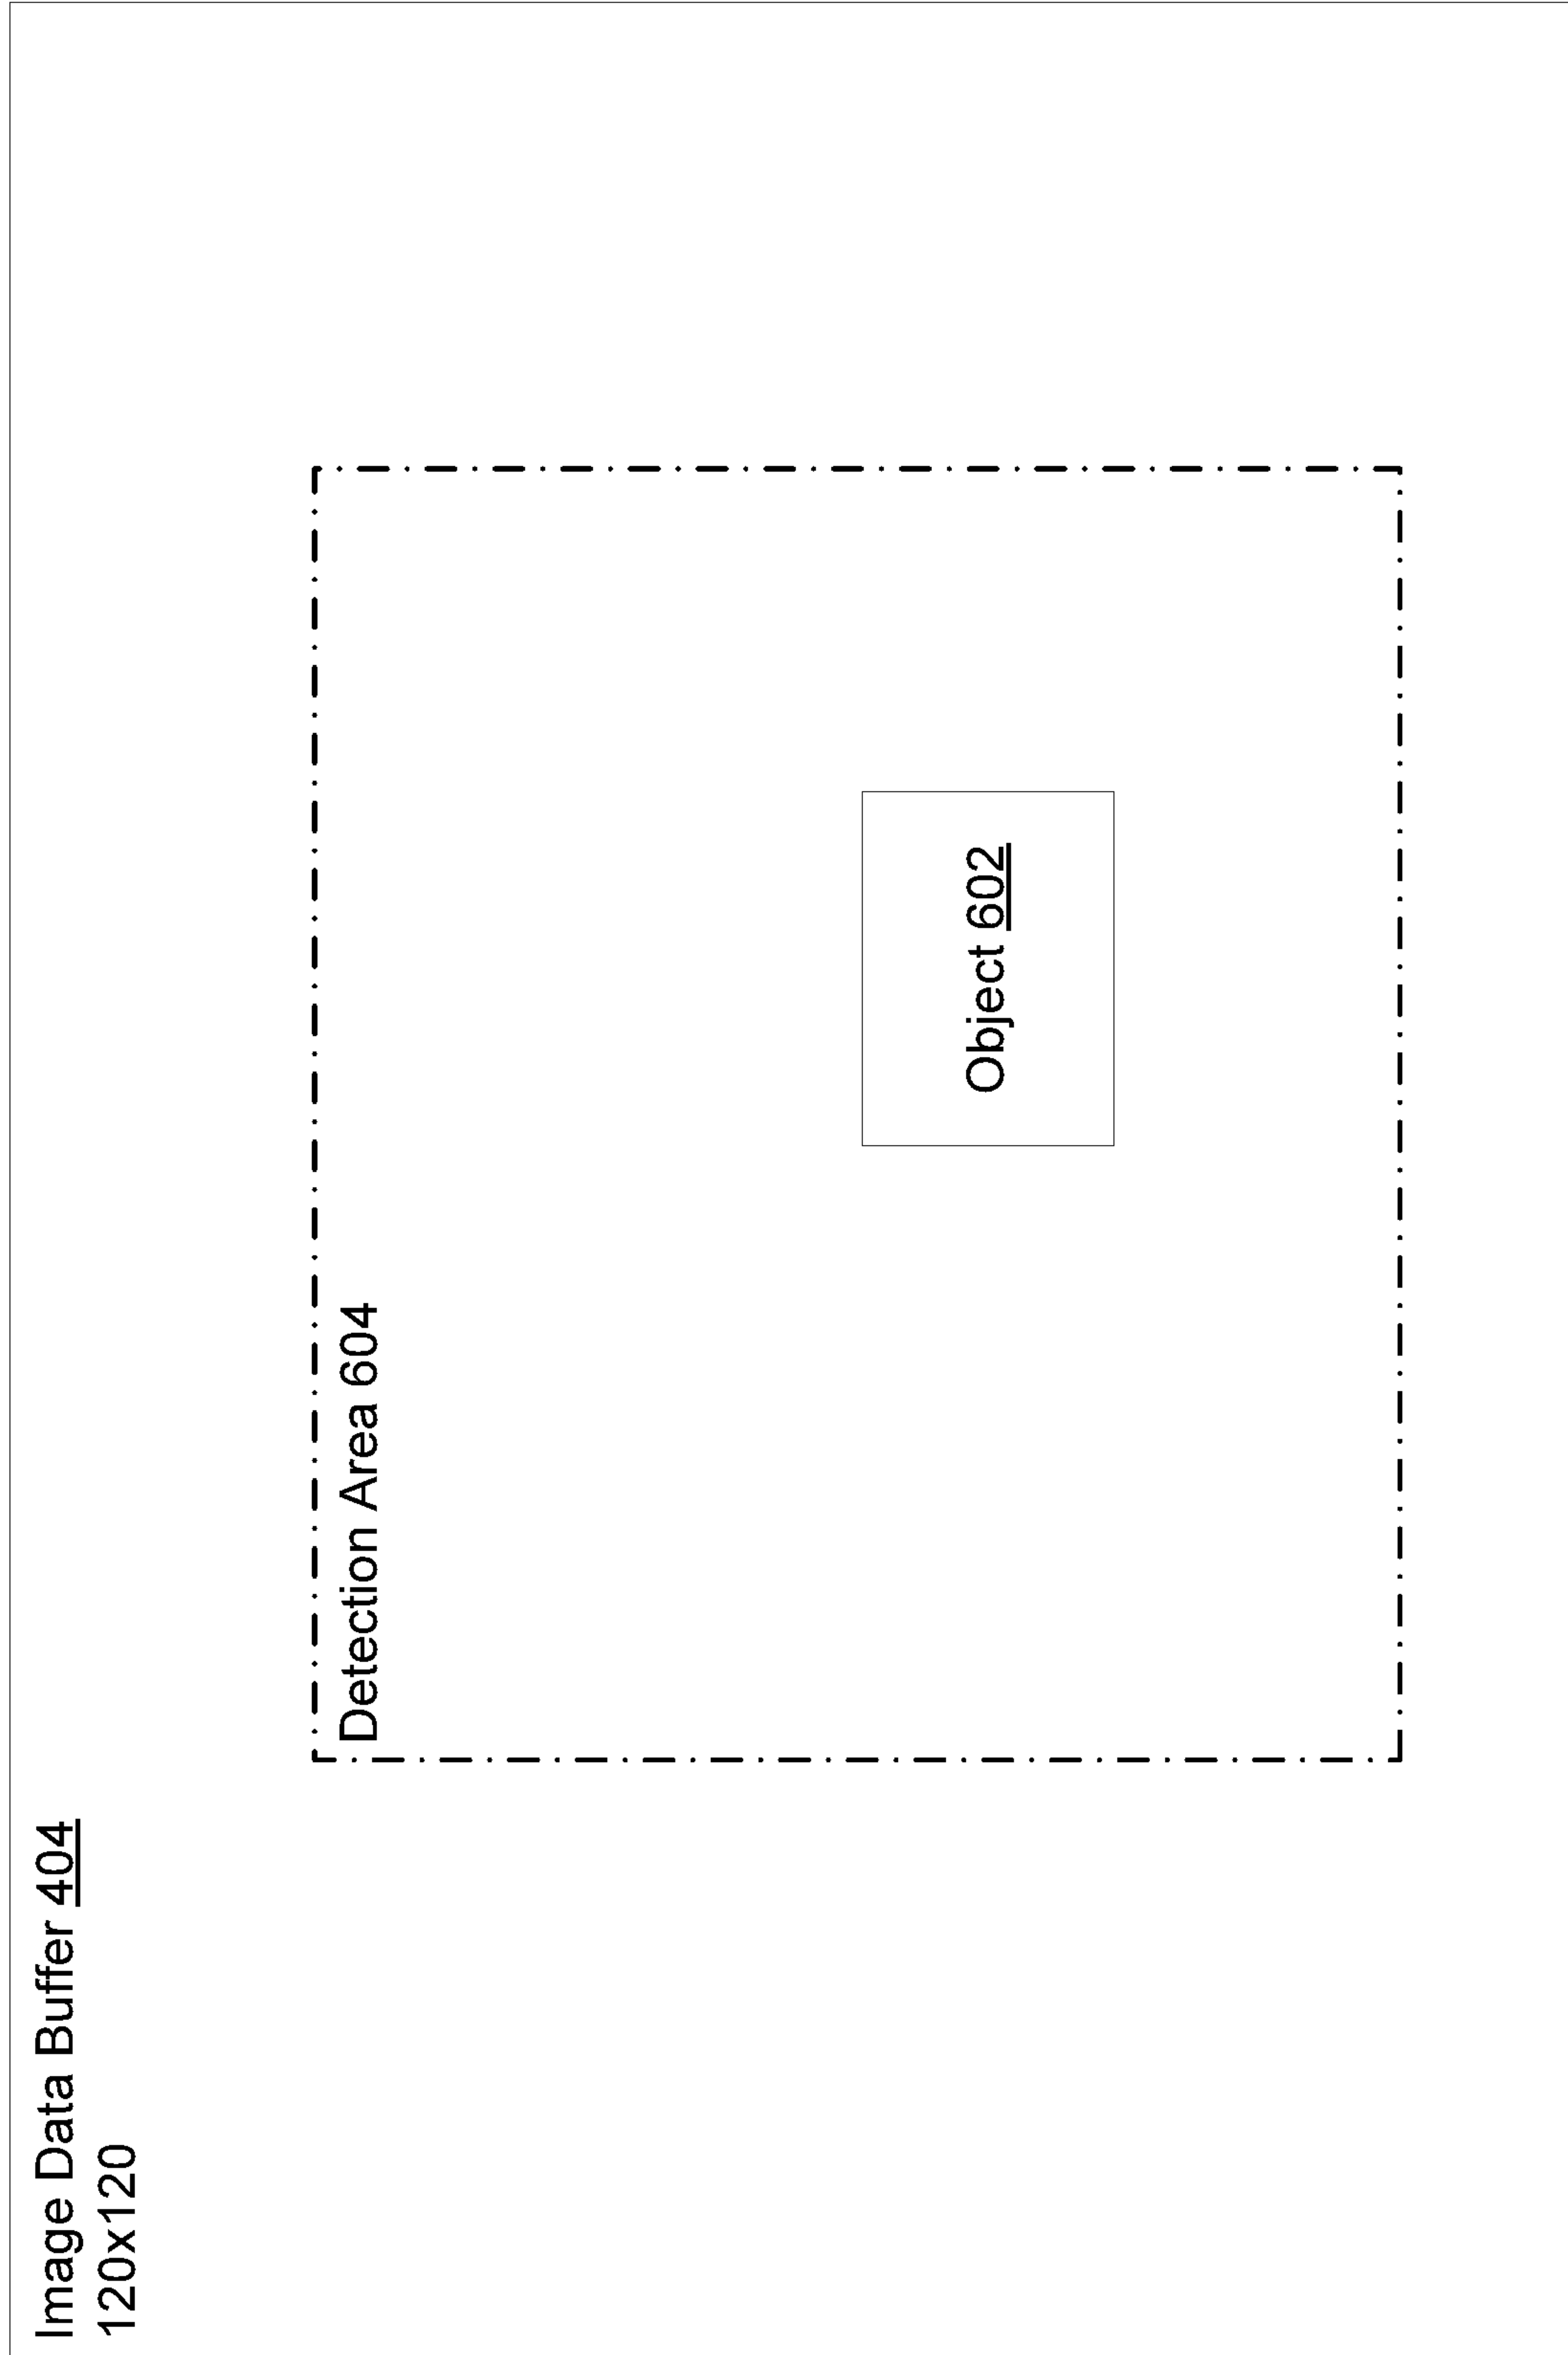 Image Data Buffer 404
120x120
Detection Area 604
Object 602